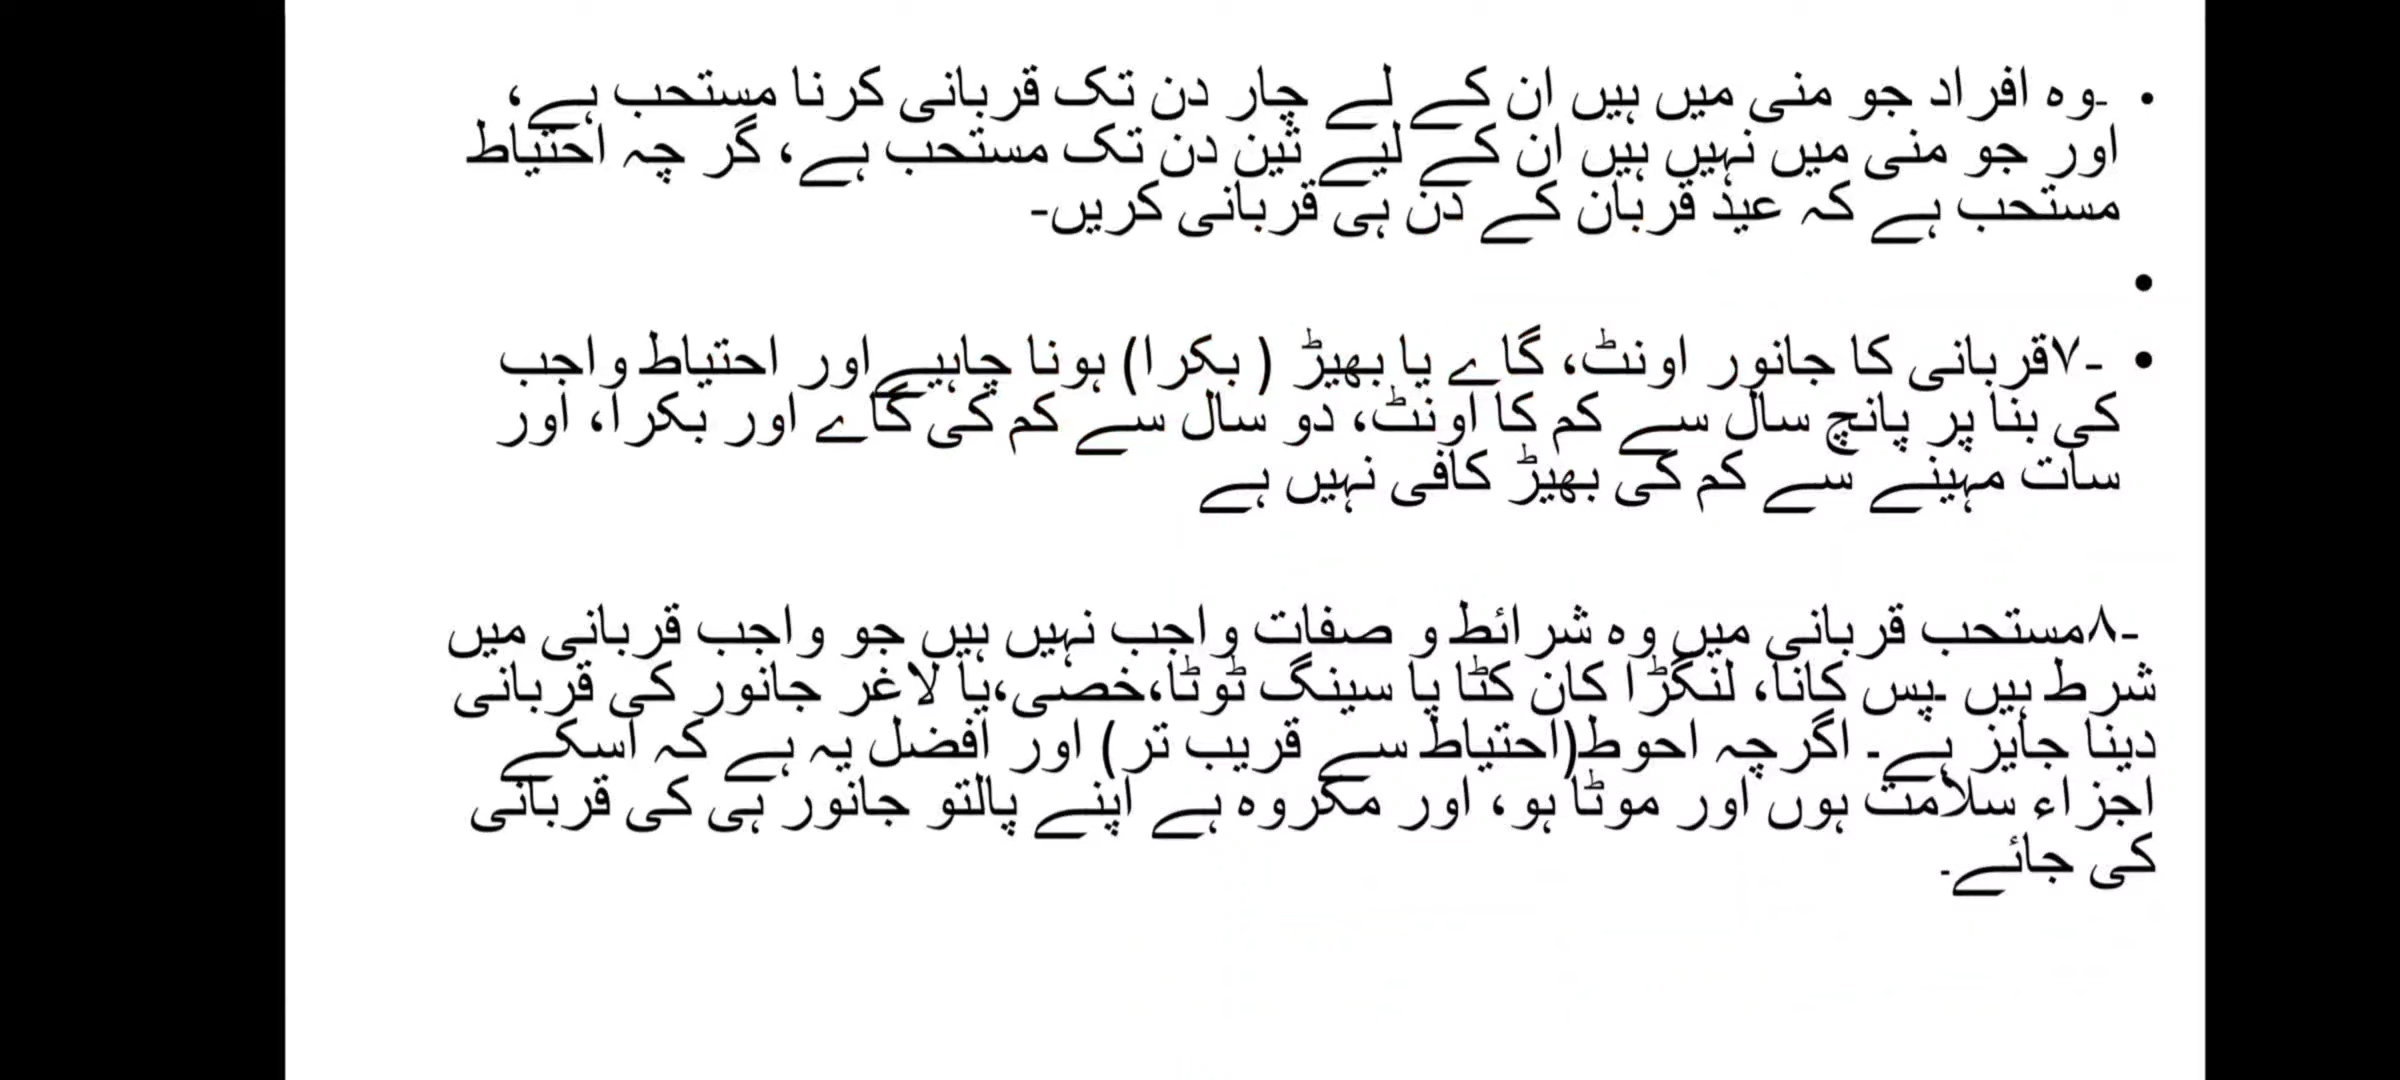 • ۔وہ افراد جو منی میں ہیں ان کے لے چار دن تک قربانی کرنا مستحب ہے،
اور جو منی میں نہیں ہیں ان کے لیے تین دن تک مستحب ہے، گر چہ احتیاط
مستحب ہے کہ عید قربان کے دن ہی قربانی کریں۔
•
• ۔۷قربانی کا جانور اونٹ، گاے یا بھیڑ ( بکرا) ہونا چاہیےاور احتیاط واجب
کی بنا پر پانچ سال سے کم کا اونٹ، دو سال سے کم کی گاے اور بکرا، اور
سات مہینے سے کم کی بھیڑ کافی نہیں ہے
۔۸مستحب قربانی میں وہ شرائط و صفات واجب نہیں ہیں جو واجب قربانی میں
شرط ہیں ۔پس کانا، لنگڑا کان کٹا یا سینگ ٹوٹا،خصی،یا لاغر جانور کی قربانی
دینا جایز ہے۔ اگرچہ احوط(احتیاط سے قریب تر) اور افضل یہ ہے کہ اسکے
اجزاء سلامت ہوں اور موٹا ہو، اور مکروہ ہے اپنے پالتو جانور ہی کی قربانی
کی جائے۔